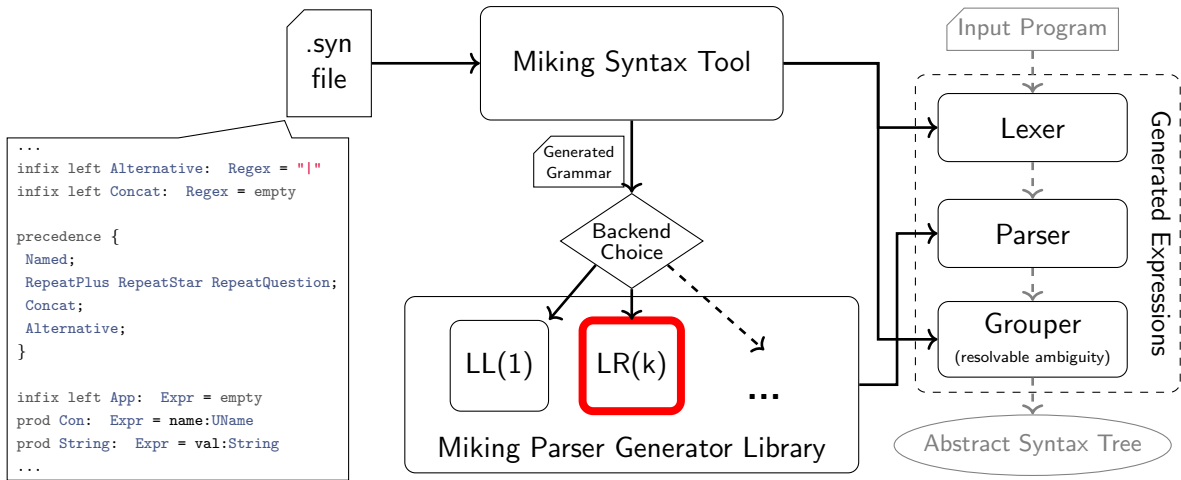 .syn
file
Miking Syntax Tool
Input Program
Generated Expressions
Lexer
Parser
Grouper
(resolvable ambiguity)
Abstract Syntax Tree
Generated
Grammar
Backend
Choice
LL(1)
LR(k)
...
Miking Parser Generator Library
...
infix left Alternative: Regex = "|"
infix left Concat: Regex = empty
precedence {
Named;
RepeatPlus RepeatStar RepeatQuestion;
Concat;
Alternative;
}
infix left App: Expr = empty
prod Con: Expr = name:UName
prod String: Expr = val:String
...